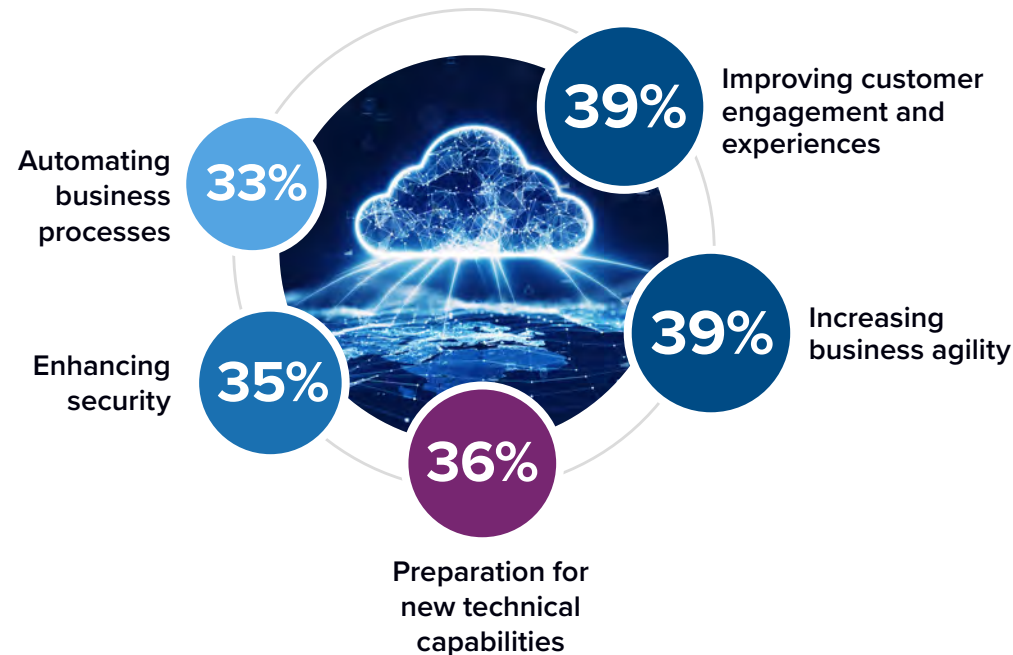 39%
Improving customer
engagement and
experiences
39%
Increasing
business agility
36%
Preparation for
new technical
capabilities
35%
Enhancing
security
33%
Automating
business
processes